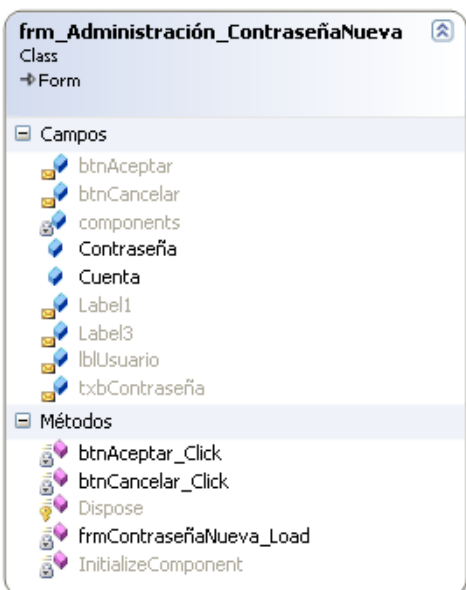 frm_Administración_ContraseñaNueva
Class
Form
Campos
btnAceptar
btnCancelar
components
Contraseña
Cuenta
Label1
Label3
lblUsuario
txbContraseña
Métodos
btnAceptar_Click
btnCancelar_Click
Dispose
frmContraseñaNueva_Load
InitializeComponent